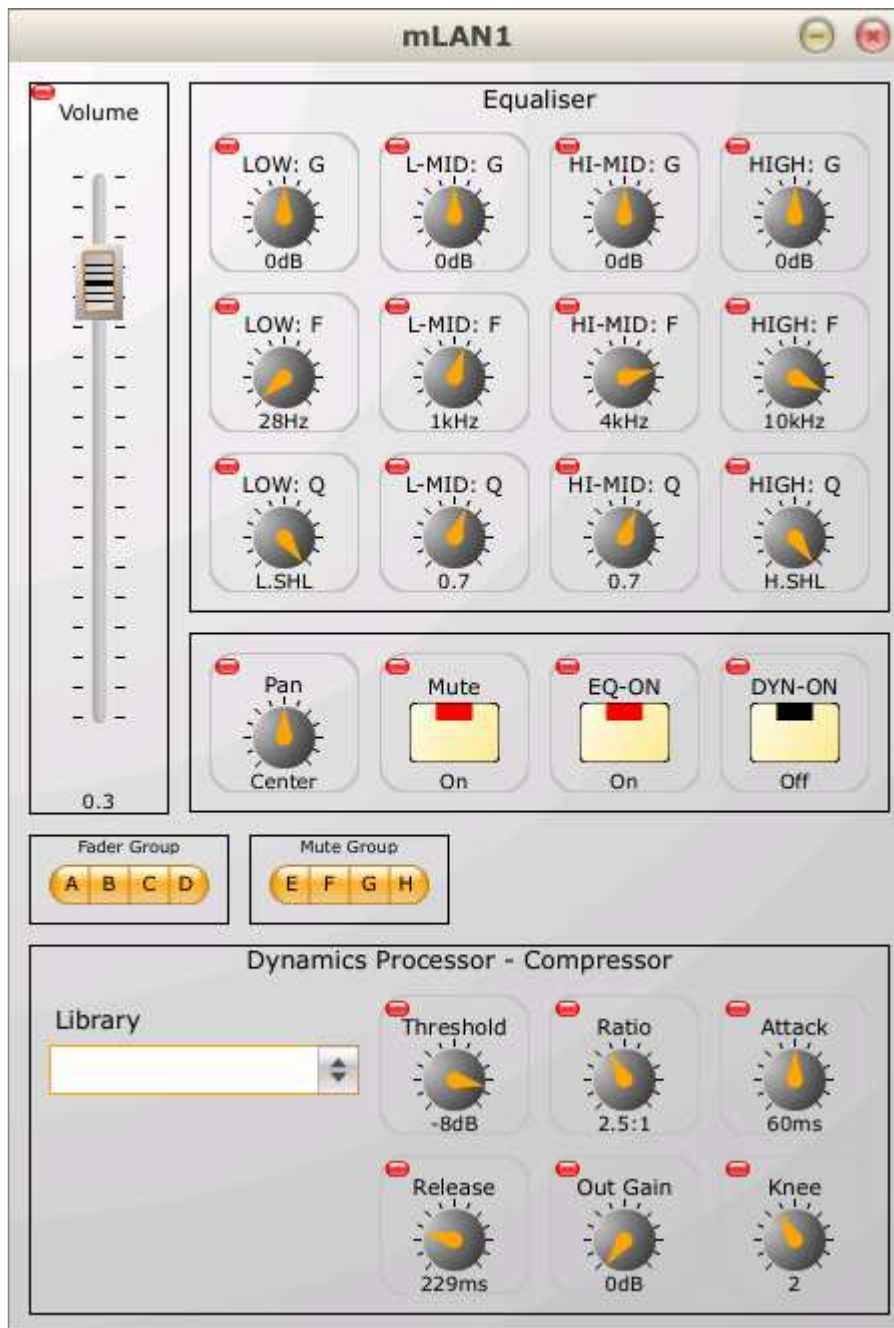 mLAN1
Volume
0.3
Equaliser
LOW: G L-MID: G HI-MID: G HIGH: G
0dB 0dB 0dB 0dB
LOW: F L-MID: F HI-MID: F HIGH: F
28Hz 1kHz 4kHz 10kHz
LOW: Q L-MID: Q HI-MID: Q HIGH: Q
L.SHL 0.7 0.7 H.SHL
Pan Mute EQ-ON DYN-ON
Center On On Off
Fader Group
A B C D
Mute Group
E F G H
Dynamics Processor - Compressor
Library
Threshold Ratio Attack
-8dB 2.5:1 60ms
Release Out Gain Knee
229ms 0dB 2